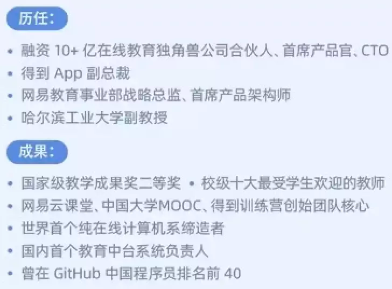 历任：
• 融资 10+ 亿在线教育独角兽公司合伙人、首席产品官、CTO
• 得到 App 副总裁
• 网易教育事业部战略总监、首席产品架构师
• 哈尔滨工业大学副教授
成果：
• 国家级教学成果奖二等奖 • 校级十大最受学生欢迎的教师
• 网易云课堂、中国大学MOOC、得到训练营创始团队核心
• 世界首个纯在线计算机系缔造者
• 国内首个教育中台系统负责人
• 曾在 GitHub 中国程序员排名前 40